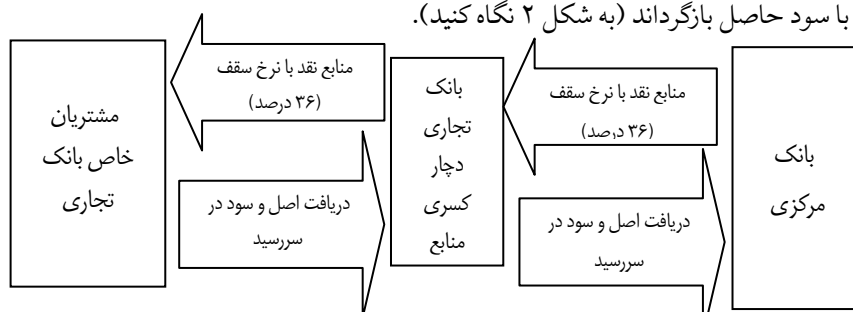 با سود حاصل بازگرداند (به شکل ۲ نگاه کنید).
بانک
مرکزی
منابع نقد با نرخ سقف
(۳۶ درصد)
دریافت اصل و سود در
سررسید
بانک
تجاری
دچار
کسری
منابع
منابع نقد با نرخ سقف
(۳۶ درصد)
دریافت اصل و سود در
سررسید
مشتریان
خاص بانک
تجاری